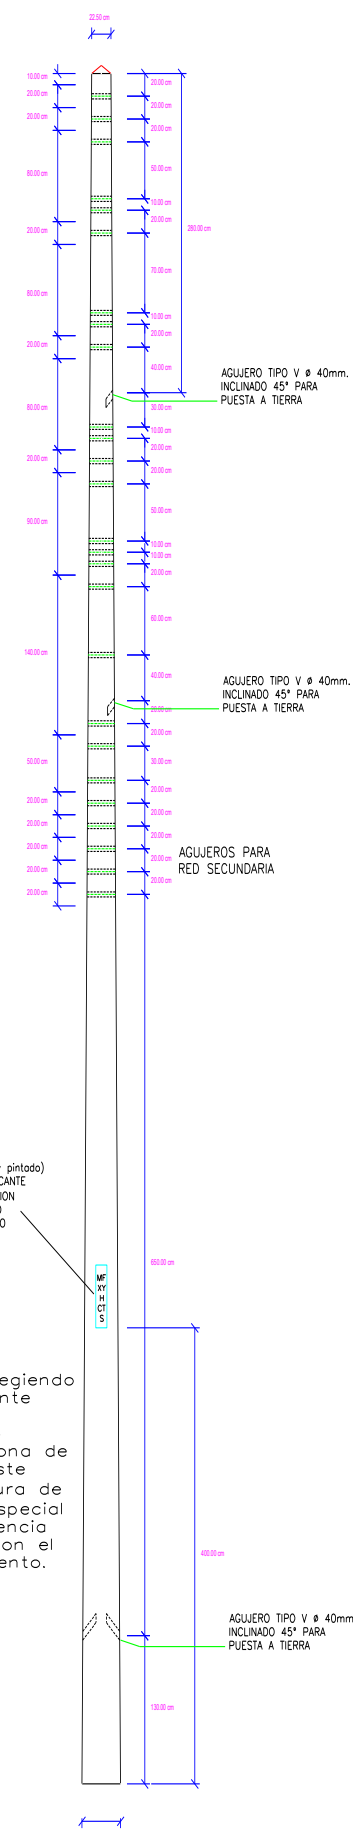 22.50 cm
10.00 cm
20.00 cm
20.00 cm
80.00 cm
20.00 cm
80.00 cm
20.00 cm
80.00 cm
20.00 cm
90.00 cm
140.00 cm
50.00 cm
20.00 cm
20.00 cm
20.00 cm
20.00 cm
20.00 cm
20.00 cm
20.00 cm
20.00 cm
50.00 cm
10.00 cm
20.00 cm
70.00 cm
10.00 cm
20.00 cm
40.00 cm
30.00 cm
10.00 cm
20.00 cm
20.00 cm
50.00 cm
10.00 cm
10.00 cm
20.00 cm
60.00 cm
40.00 cm
20.00 cm
20.00 cm
30.00 cm
20.00 cm
20.00 cm
20.00 cm
20.00 cm
20.00 cm
280.00 cm
AGUJERO TIPO V ø 40mm.
INCLINADO 45° PARA
PUESTA A TIERRA
AGUJERO TIPO V ø 40mm.
INCLINADO 45° PARA
PUESTA A TIERRA
AGUJEROS PARA
RED SECUNDARIA
pintado)
CANTE
ION
O
O
650.00 cm
MF
XY
H
CT
S
egiendo
nte
ona de
ste
ura de
special
encia
on el
ento.
400.00 cm
AGUJERO TIPO V ø 40mm
INCLINADO 45° PARA
PUESTA A TIERRA
130.00 cm